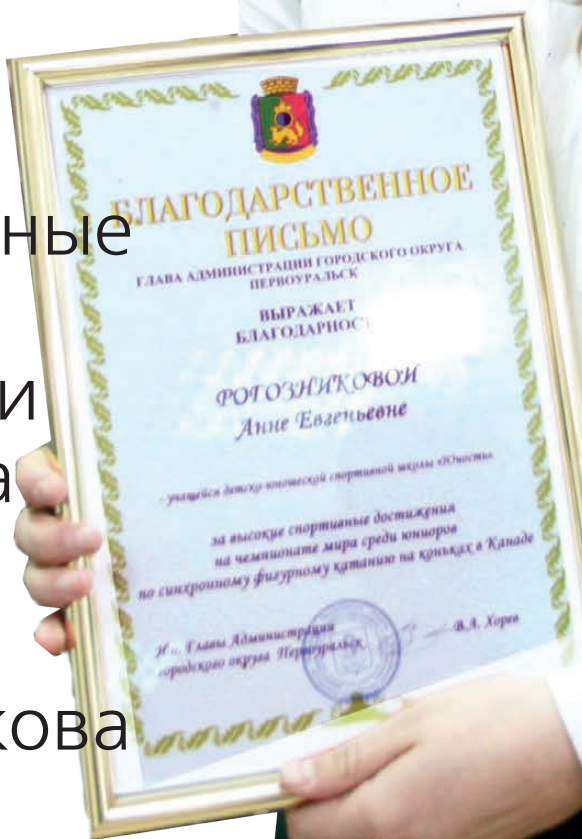 БЛАГОДАРСТВЕННОЕ
ПИСЬМО
ГЛАВА АДМИНИСТРАЦИИ ГОРОДСКОГО ОКРУГА
ПЕРВОУРАЛЬСК
ВЫРАЖАЕТ
БЛАГОДАРНОСТ
РОГОЗНИКОВОЙ
Анне Евгеньевне
- учащейся детско-юношеской спортивной школы «Юность»
за высокие спортивные достижения
на чемпионате мира среди юниоров
по синхронному фигурному катанию на коньках в Канаде
Главы Администрации
городского округа Первоуральск
В.А. Хорев
ные
и
а
кова